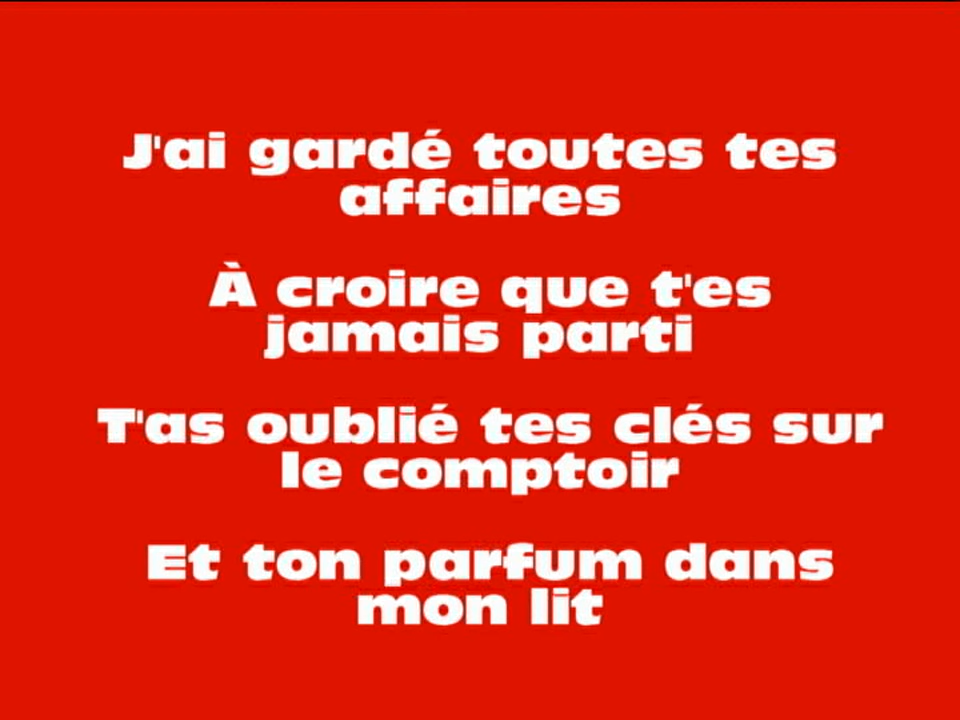 J'ai gardé toutes tes
affaires
À croire que t'es
jamais parti
T'as oublié tes clés sur
le comptoir
Et ton parfum dans
mon lit